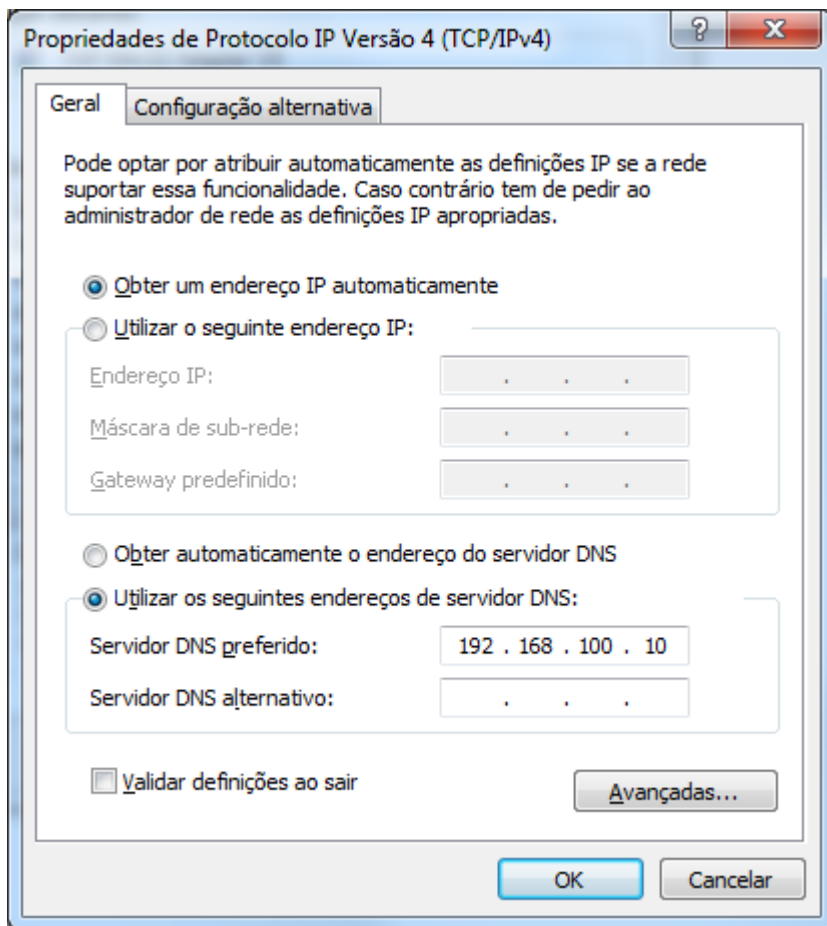 Propriedades de Protocolo IP Versão 4 (TCP/IPv4)
Geral
Configuração alternativa
Pode optar por atribuir automaticamente as definições IP se a rede
suportar essa funcionalidade. Caso contrário tem de pedir ao
administrador de rede as definições IP apropriadas.
Obter um endereço IP automaticamente
Utilizar o seguinte endereço IP:
Endereço IP: . . .
Máscara de sub-rede: . . .
Gateway predefinido: . . .
Obter automaticamente o endereço do servidor DNS
Utilizar os seguintes endereços de servidor DNS:
Servidor DNS preferido: 192 . 168 . 100 . 10
Servidor DNS alternativo: . . .
Validar definições ao sair
Avançadas...
OK
Cancelar